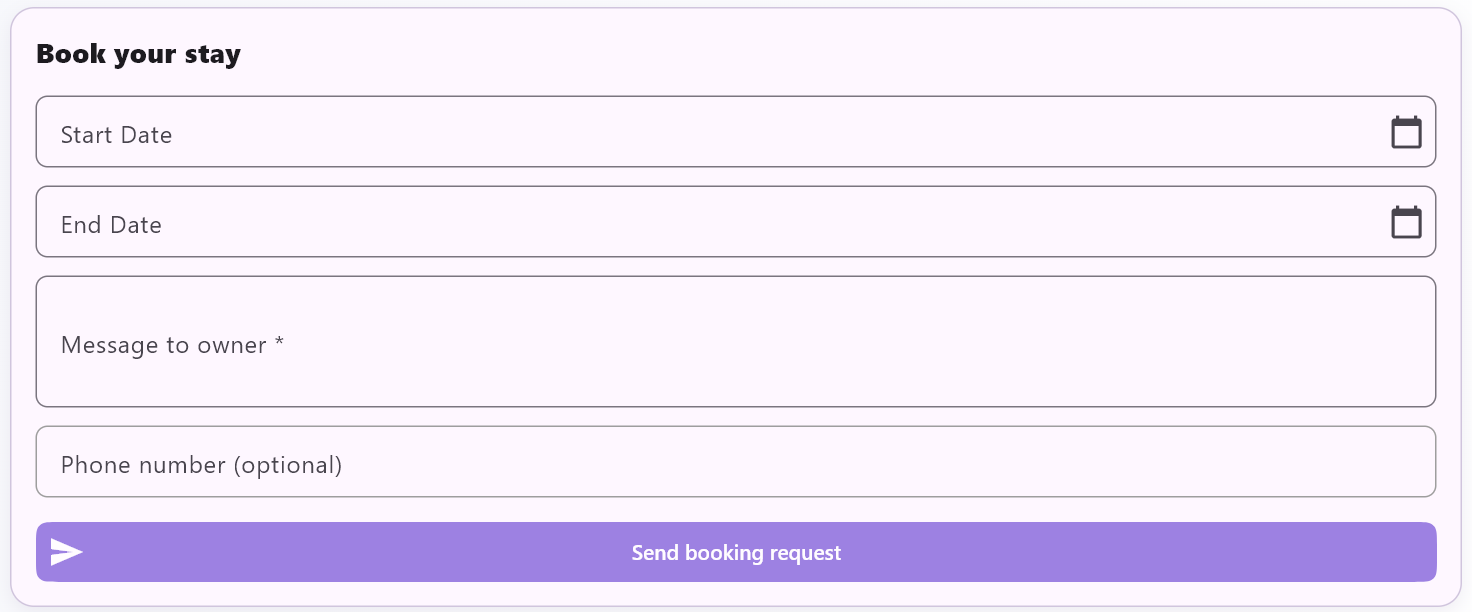 Book your stay
Start Date
End Date
Message to owner *
Phone number (optional)
Send booking request